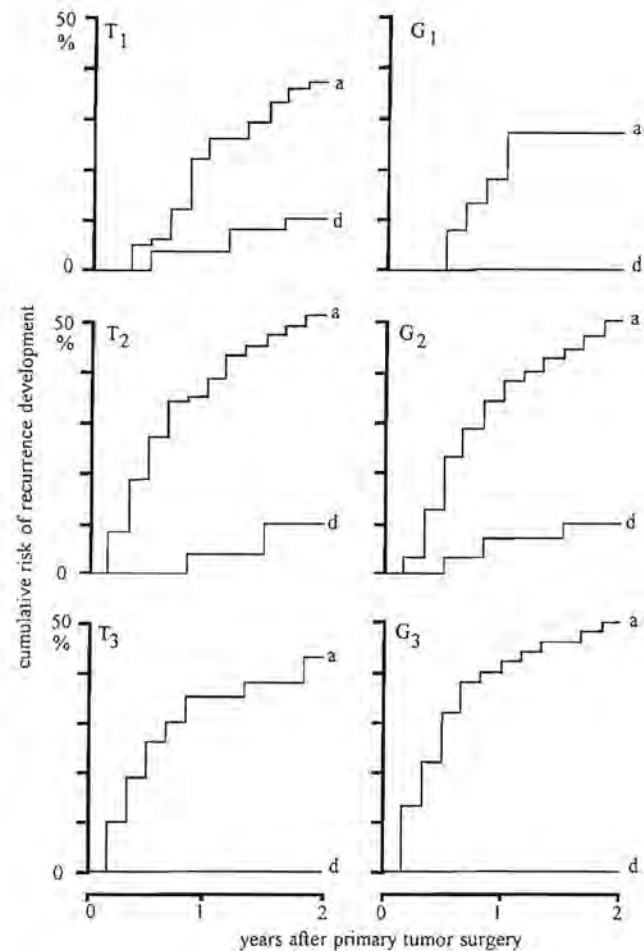 50
%
T1
a
d
0
G1
a
d
cumulative risk of recurrence development
50
%
T2
a
d
0
G2
a
d
50
%
T3
a
d
0
G3
a
d
0 1 2
0 1 2
years after primary tumor surgery